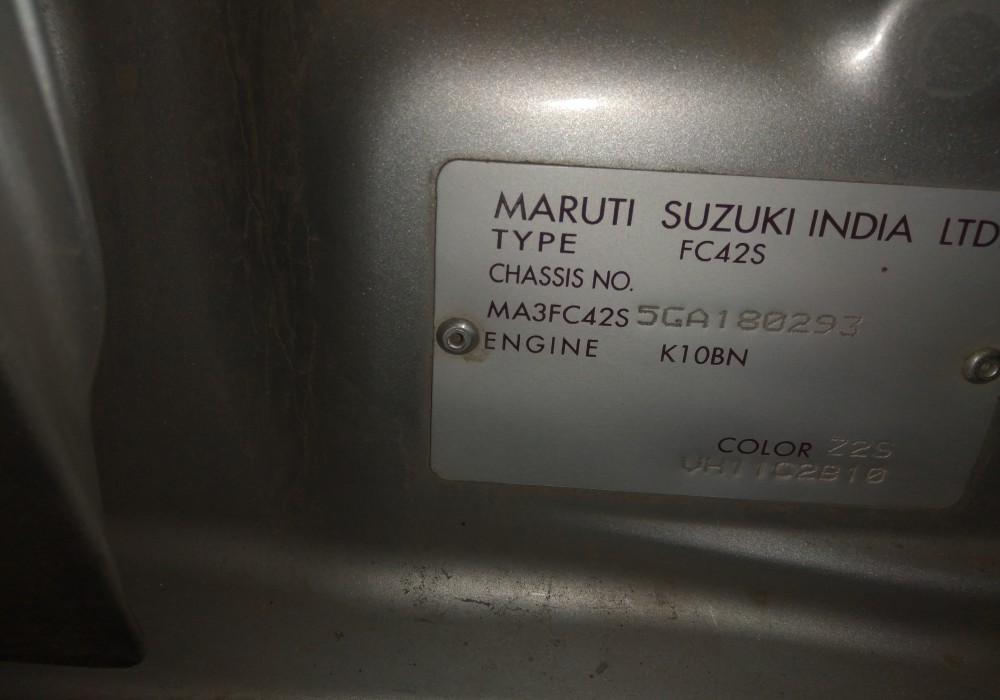 MARUTI SUZUKI INDIA LTD
TYPE FC42S
CHASSIS NO.
MA3FC42S5GA180293
ENGINE K10BN
COLOR Z2S
VH11C2B10